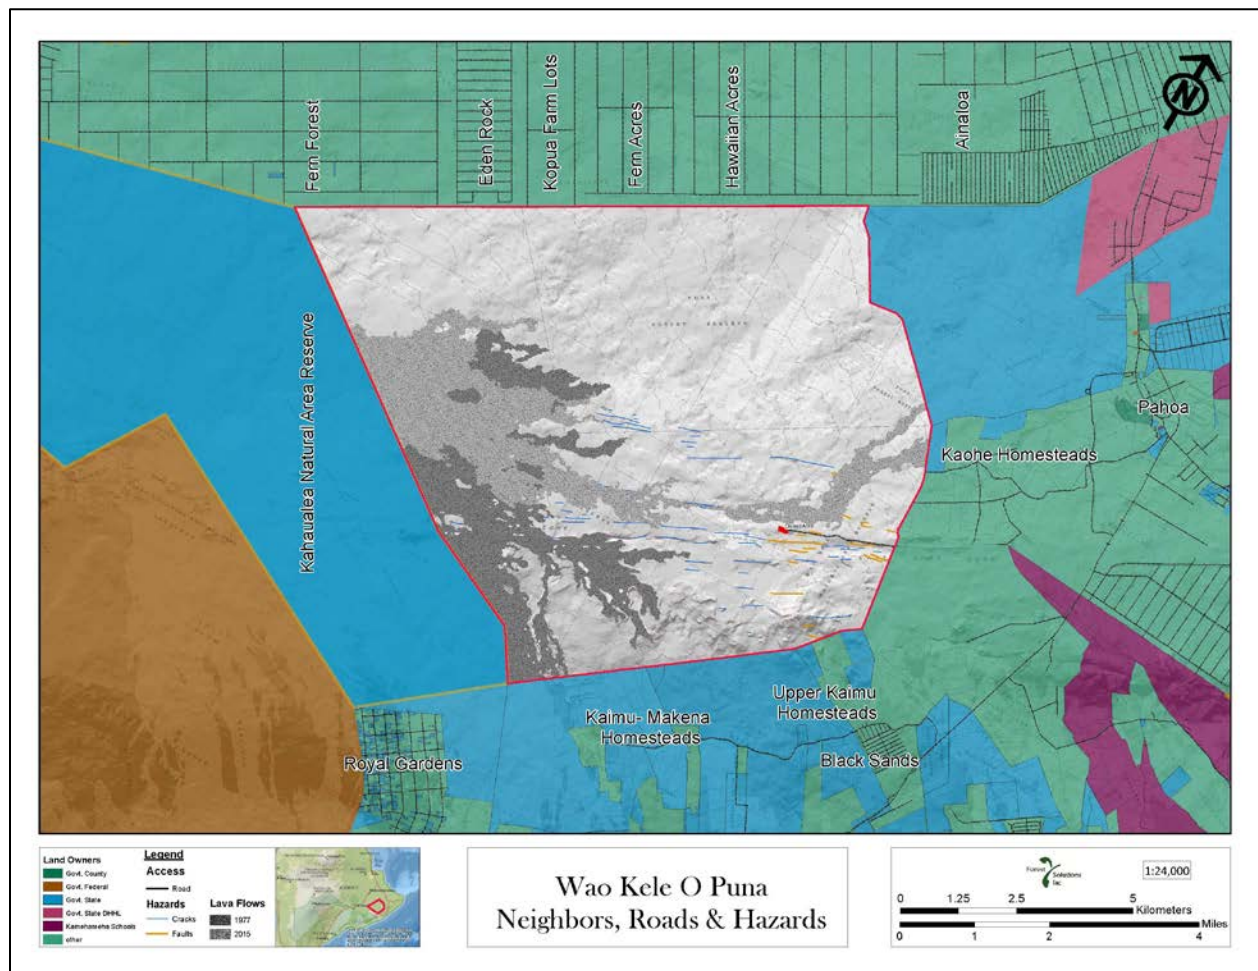 Fern Forest
Eden Rock
Kopua Farm Lots
Fern Acres
Hawaiian Acres
Ainaloa
N
Kahaualea Natural Area Reserve
Pahoa
Kaohe Homesteads
Upper Kaimu
Homesteads
Kaimu- Makena
Homesteads
Black Sands
Royal Gardens
Land Owners
Govt. County
Govt. Federal
Govt. State
Govt. State DHHL
Kamehameha Schools
other
Legend
Access
Road
Hazards
Cracks
Faults
Lava Flows
1977
2015
Wao Kele O Puna
Neighbors, Roads & Hazards
Forest Solutions
Inc
1:24,000
0 1.25 2.5 5
Kilometers
Miles
0 1 2 4